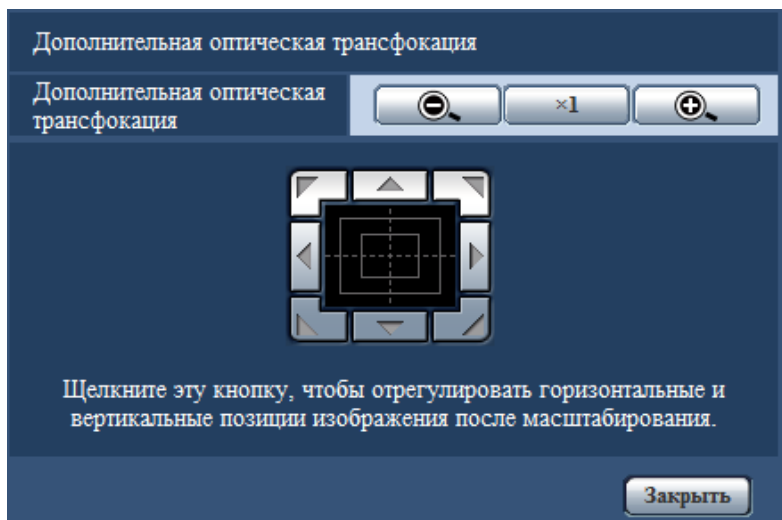 Дополнительная оптическая трансфокация
Дополнительная оптическая
трансфокация
×1
Щелкните эту кнопку, чтобы отрегулировать горизонтальные и
вертикальные позиции изображения после масштабирования.
Закрыть